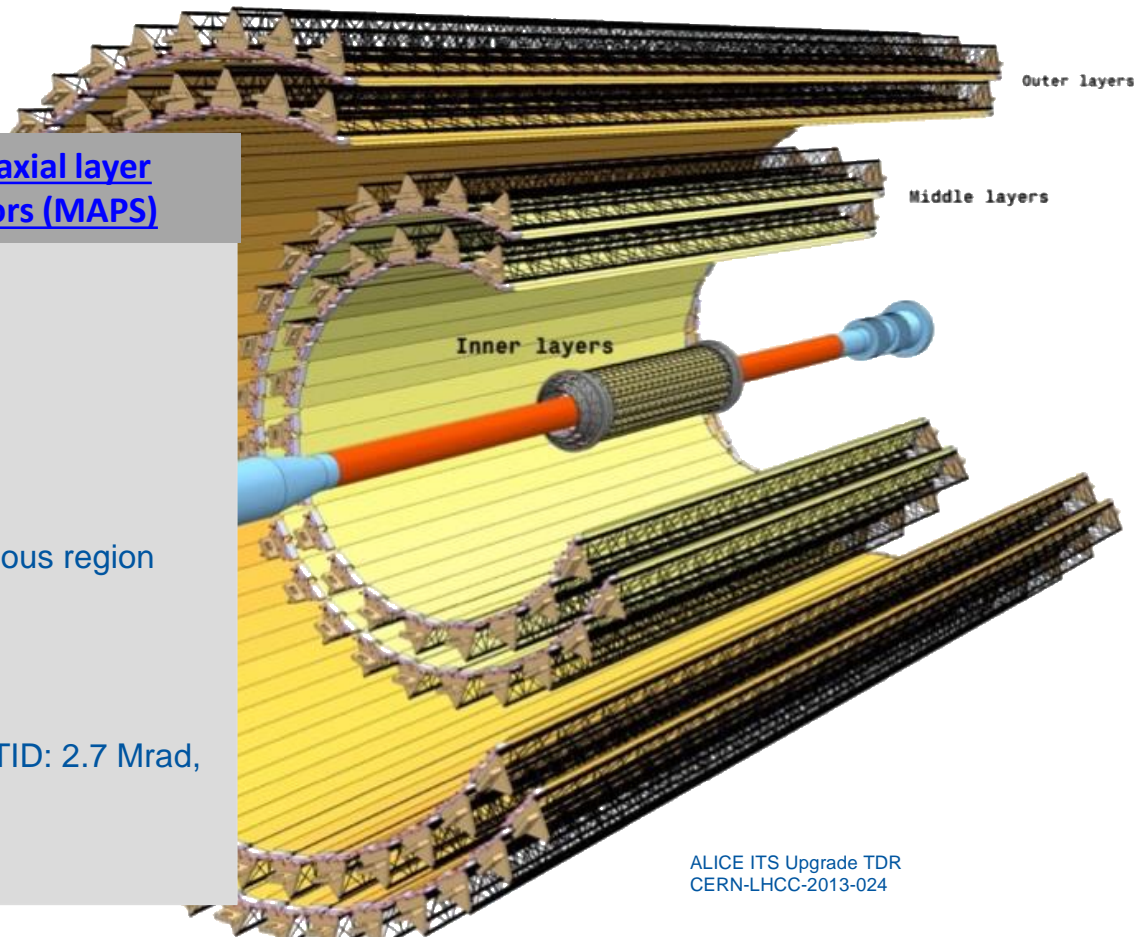 Outer layers
axial layer
ors (MAPS)
Middle layers
Inner layers
ous region
TID: 2.7 Mrad,
ALICE ITS Upgrade TDR
CERN-LHCC-2013-024